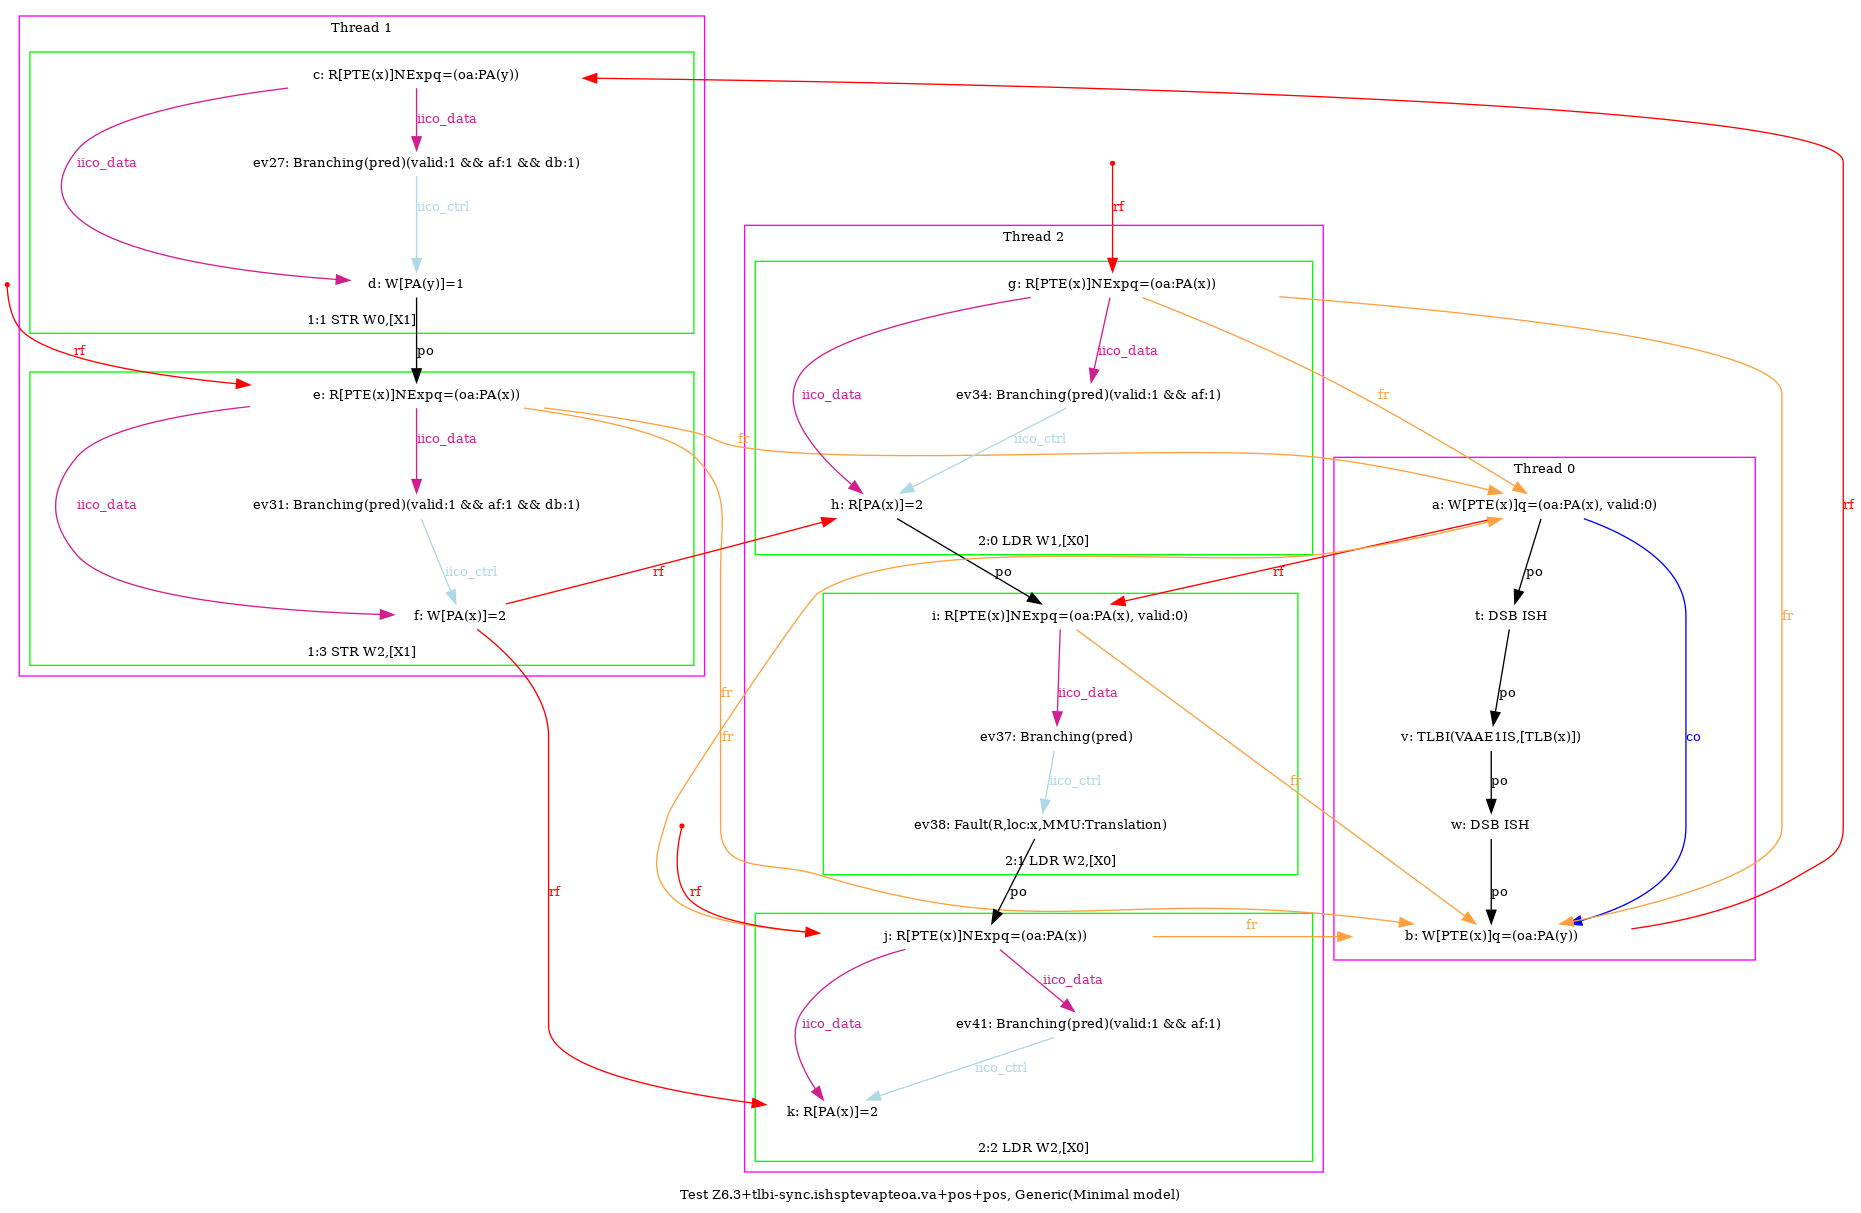 Thread 1
c: R[PTE(x)]NExpq=(oa:PA(y))
iico_data
iico_data
ev27: Branching(pred)(valid:1 && af:1 && db:1)
iico_ctrl
d: W[PA(y)]=1
1:1 STR W0,[X1]
rf
po
e: R[PTE(x)]NExpq=(oa:PA(x))
iico_data
iico_data
ev31: Branching(pred)(valid:1 && af:1 && db:1)
iico_ctrl
f: W[PA(x)]=2
1:3 STR W2,[X1]
rf
rf
fr
fr
fr
rf
Thread 2
g: R[PTE(x)]NExpq=(oa:PA(x))
iico_data
iico_data
fr
ev34: Branching(pred)(valid:1 && af:1)
iico_ctrl
h: R[PA(x)]=2
2:0 LDR W1,[X0]
po
rf
i: R[PTE(x)]NExpq=(oa:PA(x), valid:0)
iico_data
ev37: Branching(pred)
iico_ctrl
fr
ev38: Fault(R,loc:x,MMU:Translation)
2:1 LDR W2,[X0]
rf
po
j: R[PTE(x)]NExpq=(oa:PA(x))
fr
iico_data
iico_data
ev41: Branching(pred)(valid:1 && af:1)
iico_ctrl
k: R[PA(x)]=2
2:2 LDR W2,[X0]
Thread 0
a: W[PTE(x)]q=(oa:PA(x), valid:0)
po
t: DSB ISH
po
v: TLBI(VAAE1IS,[TLB(x)])
co
po
w: DSB ISH
po
b: W[PTE(x)]q=(oa:PA(y))
fr
rf
Test Z6.3+tlbi-sync.ishsptevapteoa.va+pos+pos, Generic(Minimal model)